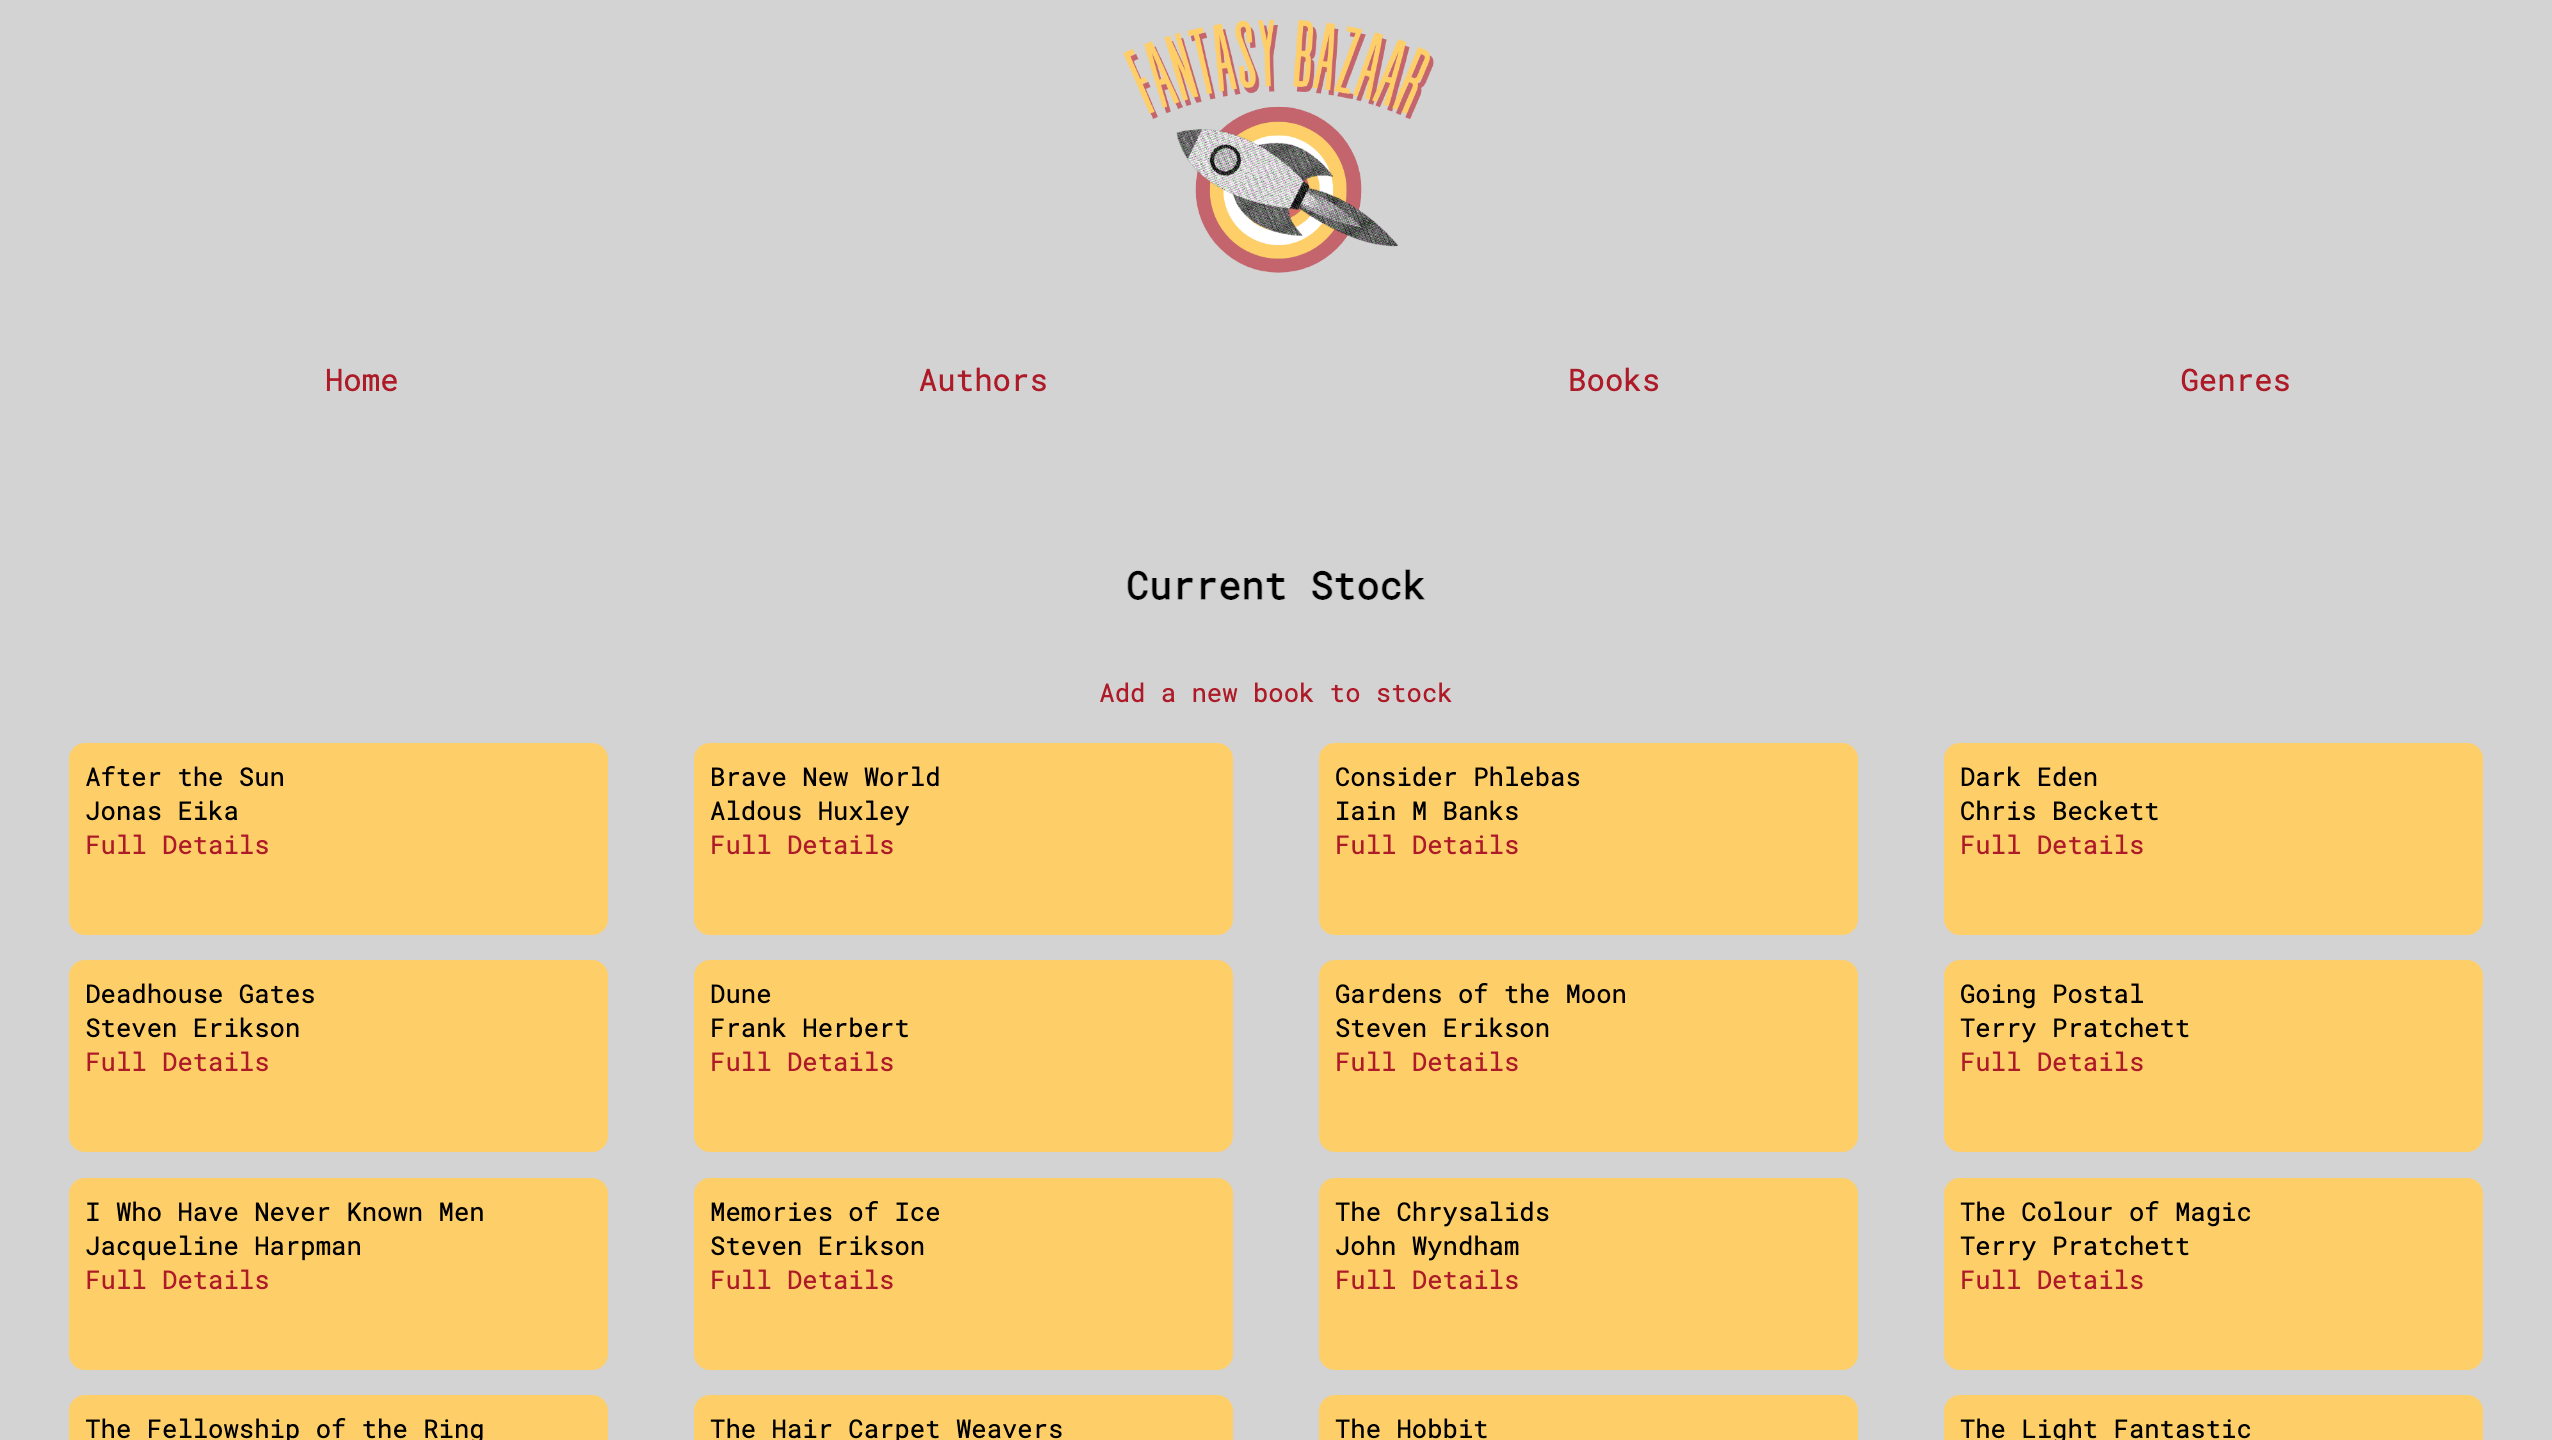 FANTASY BAZAAR
Home
Authors
Books
Genres
Current Stock
Add a new book to stock
After the Sun
Jonas Eika
Full Details
Brave New World
Aldous Huxley
Full Details
Consider Phlebas
Iain M Banks
Full Details
Dark Eden
Chris Beckett
Full Details
Deadhouse Gates
Steven Erikson
Full Details
Dune
Frank Herbert
Full Details
Gardens of the Moon
Steven Erikson
Full Details
Going Postal
Terry Pratchett
Full Details
I Who Have Never Known Men
Jacqueline Harpman
Full Details
Memories of Ice
Steven Erikson
Full Details
The Chrysalids
John Wyndham
Full Details
The Colour of Magic
Terry Pratchett
Full Details
The Fellowship of the Ring
The Hair Carpet Weavers
The Hobbit
The Light Fantastic